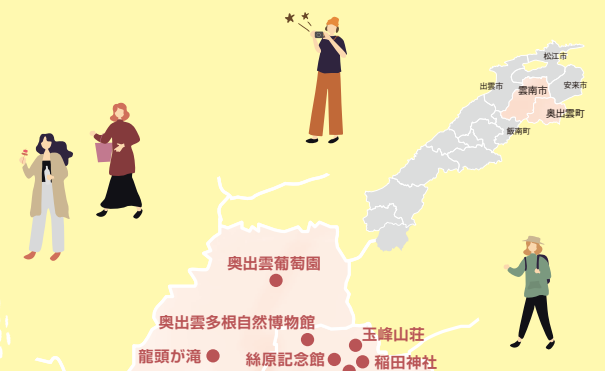 松江市
出雲市
安来市
雲南市
奥出雲町
飯南町
奥出雲葡萄園
奥出雲多根自然博物館
玉峰山荘
龍頭が滝
絲原記念館
稲田神社